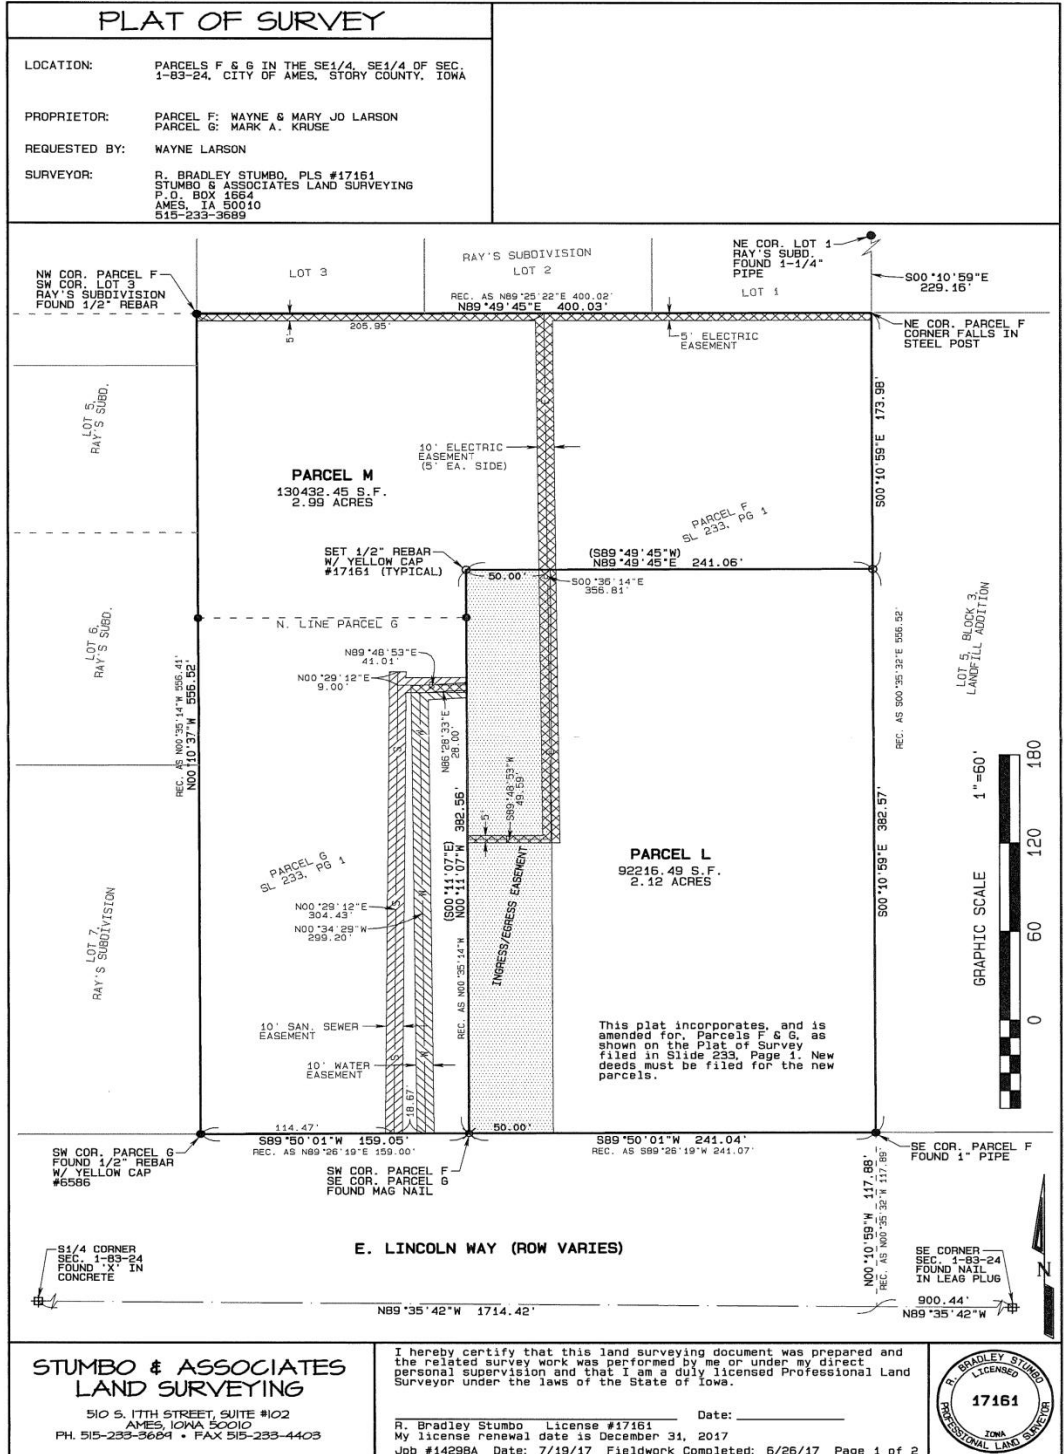 PLAT OF SURVEY
LOCATION: PARCELS F & G IN THE SE1/4, SE1/4 OF SEC.
1-83-24, CITY OF AMES, STORY COUNTY, IOWA
PROPRIETOR: PARCEL F: WAYNE & MARY JO LARSON
PARCEL G: MARK A. KRUSE
REQUESTED BY: WAYNE LARSON
SURVEYOR: R. BRADLEY STUMBO, PLS #17161
STUMBO & ASSOCIATES LAND SURVEYING
P.O. BOX 1664
AMES, IA 50010
515-233-3689
NW COR. PARCEL F
SW COR. LOT 3
RAY'S SUBDIVISION
FOUND 1/2" REBAR
LOT 3
RAY'S SUBDIVISION
LOT 2
REC. AS N89°25'22"E 400.02'
N89°49'45"E 400.03'
NE COR. LOT 1
RAY'S SUBD.
FOUND 1-1/4"
PIPE
LOT 1
S00°10'59"E
229.16'
NE COR. PARCEL F
CORNER FALLS IN
STEEL POST
205.95'
5'
5' ELECTRIC
EASEMENT
LOT 5,
RAY'S SUBD.
10' ELECTRIC
EASEMENT
(5' EA. SIDE)
S00°10'59"E 173.98'
PARCEL M
130432.45 S.F.
2.99 ACRES
PARCEL F
SL 233, PG 1
SET 1/2" REBAR
W/ YELLOW CAP
#17161 (TYPICAL)
(S89°49'45"W)
N89°49'45"E 241.06'
50.00'
S00°36'14"E
356.81'
N. LINE PARCEL G
LOT 6,
RAY'S SUBD.
N89°48'53"E
41.01'
N00°29'12"E
9.00'
N86°28'33"E
28.00'
REC. AS N00°35'14"W 556.41'
N00°10'37"W 556.52'
REC. AS S00°35'32"E 556.52'
LOT 5, BLOCK 3,
LANDFILL ADDITION
S89°48'53"W
49.59'
5'
(S00°11'07"E)
N00°11'07"W 382.56'
REC. AS N00°35'14"W
INGRESS/EGRESS EASEMENT
PARCEL G
SL 233, PG 1
PARCEL L
92216.49 S.F.
2.12 ACRES
S00°10'59"E 382.57'
GRAPHIC SCALE 1"=60'
0 60 120 180
LOT 7,
RAY'S SUBDIVISION
N00°29'12"E
304.43'
N00°34'29"W
299.20'
S
S
S
W
W
W
10' SAN. SEWER
EASEMENT
10' WATER
EASEMENT
18.67'
This plat incorporates, and is
amended for, Parcels F & G, as
shown on the Plat of Survey
filed in Slide 233, Page 1. New
deeds must be filed for the new
parcels.
114.47'
S89°50'01"W 159.05'
REC. AS N89°26'19"E 159.00'
50.00'
S89°50'01"W 241.04'
REC. AS S89°26'19"W 241.07'
SW COR. PARCEL G
FOUND 1/2" REBAR
W/ YELLOW CAP
#6586
SW COR. PARCEL F
SE COR. PARCEL G
FOUND MAG NAIL
SE COR. PARCEL F
FOUND 1" PIPE
N00°10'59"W 117.88'
REC. AS N00°35'32"W 117.89'
S1/4 CORNER
SEC. 1-83-24
FOUND 'X' IN
CONCRETE
E. LINCOLN WAY (ROW VARIES)
SE CORNER
SEC. 1-83-24
FOUND NAIL
IN LEAG PLUG
N
N89°35'42"W 1714.42'
900.44'
N89°35'42"W
STUMBO & ASSOCIATES
LAND SURVEYING
510 S. 17TH STREET, SUITE #102
AMES, IOWA 50010
PH. 515-233-3689 • FAX 515-233-4403
I hereby certify that this land surveying document was prepared and
the related survey work was performed by me or under my direct
personal supervision and that I am a duly licensed Professional Land
Surveyor under the laws of the State of Iowa.
Date:
R. Bradley Stumbo License #17161
My license renewal date is December 31, 2017
Job #14298A Date: 7/19/17 Fieldwork Completed: 6/26/17 Page 1 of 2
R. BRADLEY STUMBO
LICENSED
17161
IOWA
PROFESSIONAL LAND SURVEYOR